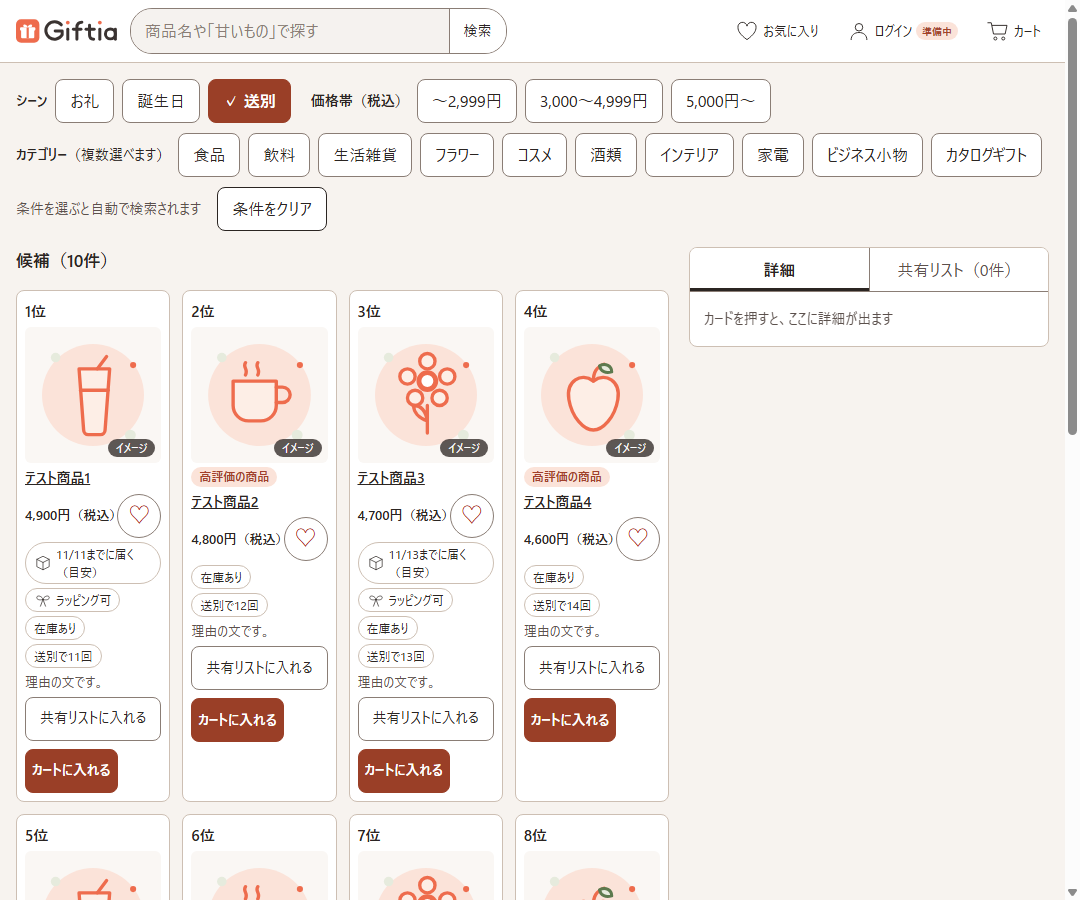 Giftia 商品名や「甘いもの」で探す 検索 お気に入り ログイン 準備中 カート
シーン お礼 誕生日 ✓ 送別 価格帯（税込） ～2,999円 3,000～4,999円 5,000円～
カテゴリー（複数選べます） 食品 飲料 生活雑貨 フラワー コスメ 酒類 インテリア 家電 ビジネス小物 カタログギフト
条件を選ぶと自動で検索されます 条件をクリア
候補（10件）
詳細 共有リスト（0件）
カードを押すと、ここに詳細が出ます
1位
イメージ
テスト商品1
4,900円（税込）
11/11までに届く
（目安）
ラッピング可
在庫あり
送別で11回
理由の文です。
共有リストに入れる
カートに入れる
2位
イメージ
高評価の商品
テスト商品2
4,800円（税込）
在庫あり
送別で12回
理由の文です。
共有リストに入れる
カートに入れる
3位
イメージ
テスト商品3
4,700円（税込）
11/13までに届く
（目安）
ラッピング可
在庫あり
送別で13回
理由の文です。
共有リストに入れる
カートに入れる
4位
イメージ
高評価の商品
テスト商品4
4,600円（税込）
在庫あり
送別で14回
理由の文です。
共有リストに入れる
カートに入れる
5位
6位
7位
8位